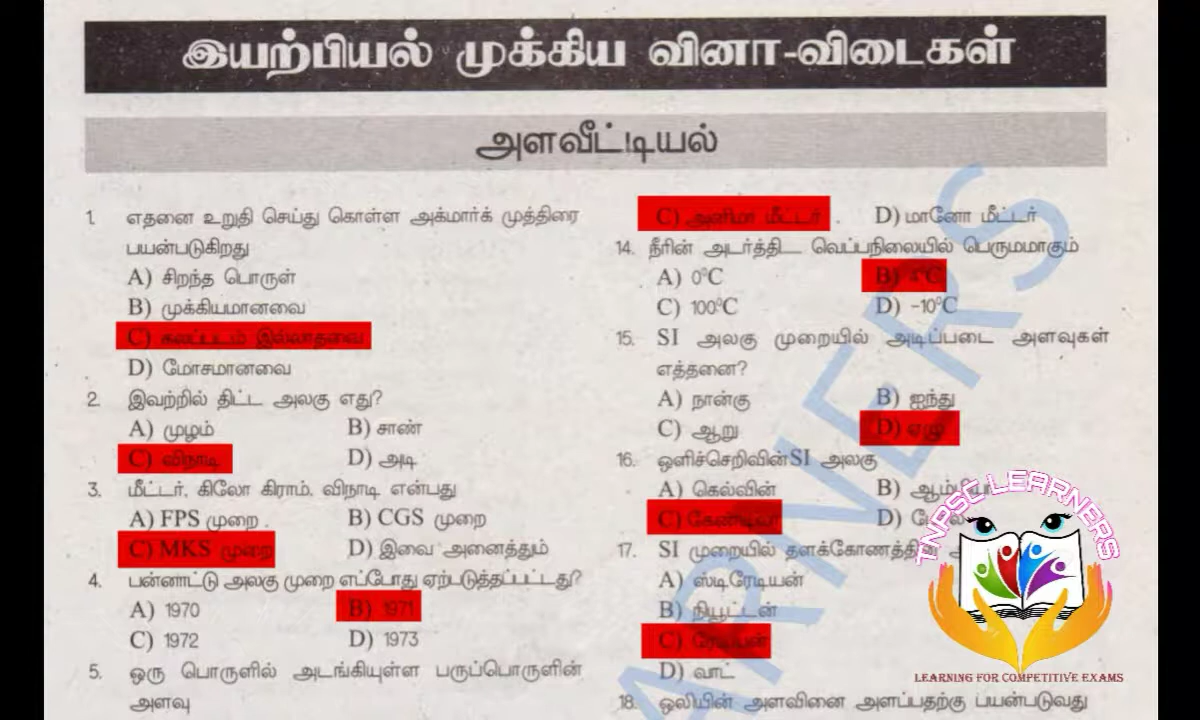 இயற்பியல் முக்கிய வினா-விடைகள்
அளவீட்டியல்
1. எதனை உறுதி செய்து கொள்ள அக்மார்க் முத்திரை
பயன்படுகிறது
A) சிறந்த பொருள்
B) முக்கியமானவை
C) கலப்படம் இல்லாதவை
D) மோசமானவை
2. இவற்றில் திட்ட அலகு எது?
A) முழம் B) சாண்
C) விநாடி D) அடி
3. மீட்டர், கிலோ கிராம், விநாடி என்பது
A) FPS முறை . B) CGS முறை
C) MKS முறை D) இவை அனைத்தும்
4. பன்னாட்டு அலகு முறை எப்போது ஏற்படுத்தப்பட்டது?
A) 1970 B) 1971
C) 1972 D) 1973
5. ஒரு பொருளில் அடங்கியுள்ள பருப்பொருளின்
அளவு
C) அனிமா மீட்டர் . D) மானோ மீட்டர்
14. நீரின் அடர்த்தி... வெப்பநிலையில் பெருமமாகும்
A) 0°C B) 4°C
C) 100°C D) -10°C
15. SI அலகு முறையில் அடிப்படை அளவுகள்
எத்தனை?
A) நான்கு B) ஐந்து
C) ஆறு D) ஏழு
16. ஒளிச்செறிவின் SI அலகு
A) கெல்வின் B)
C) கேண்டிலா D)
17. SI முறையில் தளக்கோணத்தின்
A) ஸ்டிரேடியன்
B) நியூட்டன்
C) ரேடியன்
D) வாட்
18. ஒலியின் அளவினை அளப்பதற்கு பயன்படுவது
TNPSC LEARNERS
LEARNING FOR COMPETITIVE EXAMS
ARNERS